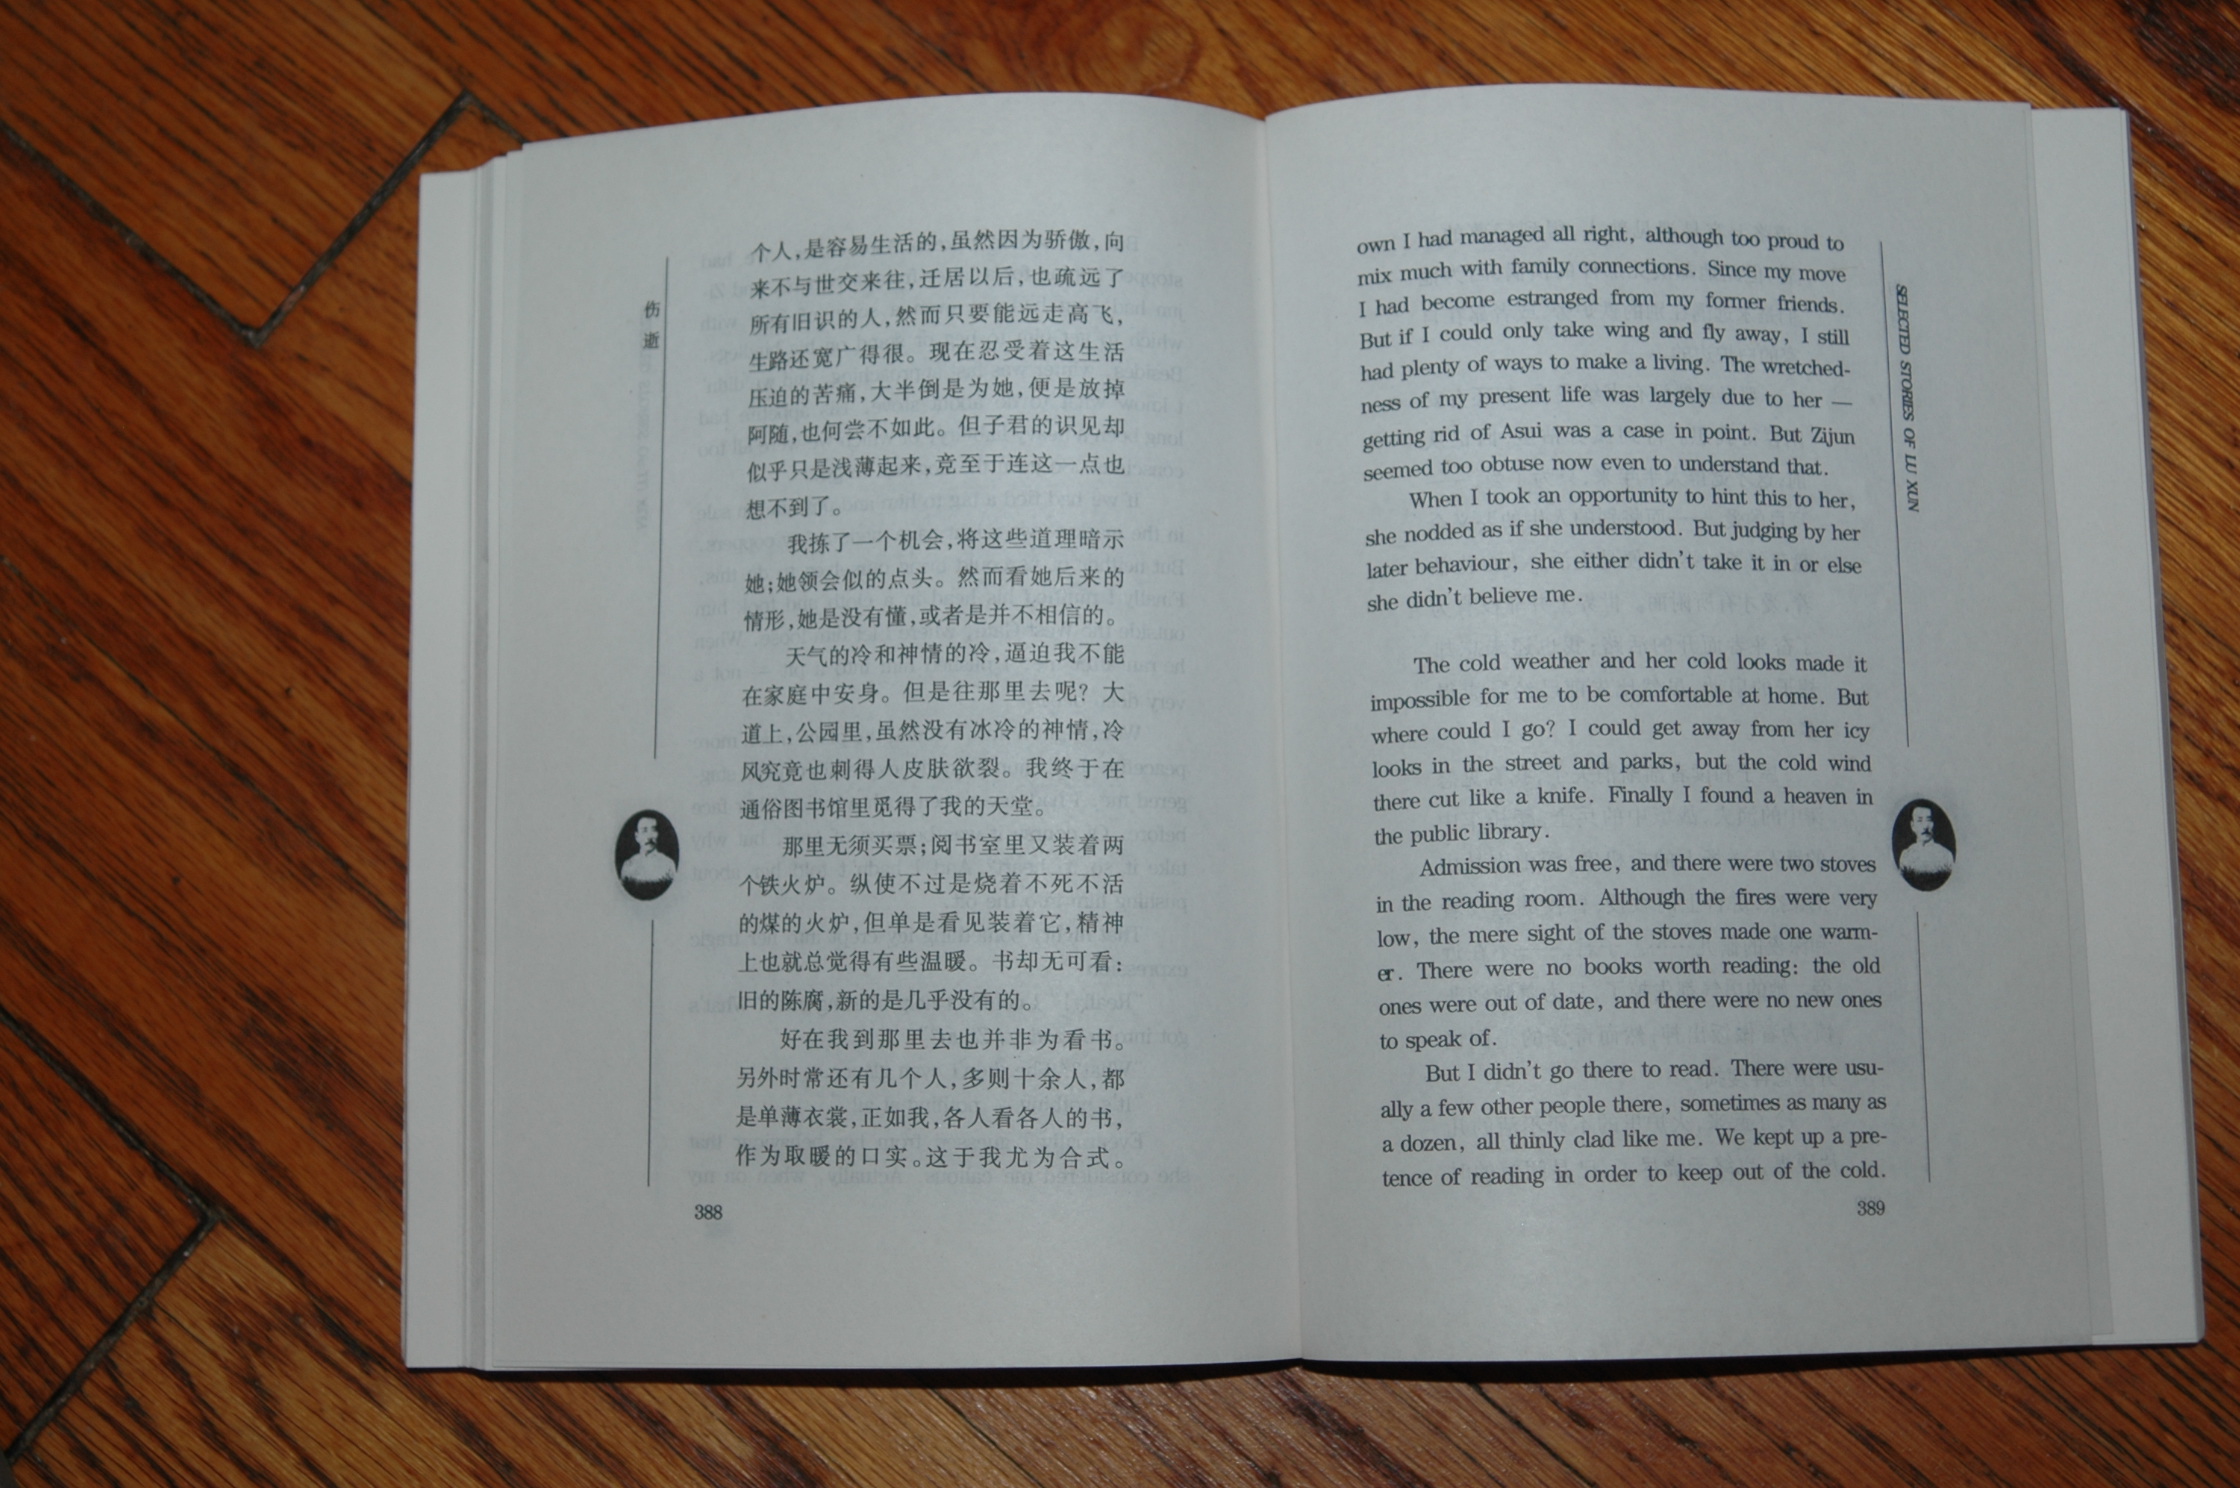 伤
逝
个人,是容易生活的,虽然因为骄傲,向
来不与世交来往,迁居以后,也疏远了
所有旧识的人,然而只要能远走高飞,
生路还宽广得很。现在忍受着这生活
压迫的苦痛,大半倒是为她,便是放掉
阿随,也何尝不如此。但子君的识见却
似乎只是浅薄起来,竞至于连这一点也
想不到了。
我拣了一个机会,将这些道理暗示
她;她领会似的点头。然而看她后来的
情形,她是没有懂,或者是并不相信的。
天气的冷和神情的冷,逼迫我不能
在家庭中安身。但是往那里去呢?大
道上,公园里,虽然没有冰冷的神情,冷
风究竟也刺得人皮肤欲裂。我终于在
通俗图书馆里觅得了我的天堂。
那里无须买票;阅书室里又装着两
个铁火炉。纵使不过是烧着不死不活
的煤的火炉,但单是看见装着它,精神
上也就总觉得有些温暖。书却无可看:
旧的陈腐,新的是几乎没有的。
好在我到那里去也并非为看书。
另外时常还有几个人,多则十余人,都
是单薄衣裳,正如我,各人看各人的书,
作为取暖的口实。这于我尤为合式。
388
SELECTED STORIES OF LU XUN
own I had managed all right, although too proud to
mix much with family connections. Since my move
I had become estranged from my former friends.
But if I could only take wing and fly away, I still
had plenty of ways to make a living. The wretched-
ness of my present life was largely due to her —
getting rid of Asui was a case in point. But Zijun
seemed too obtuse now even to understand that.
When I took an opportunity to hint this to her,
she nodded as if she understood. But judging by her
later behaviour, she either didn't take it in or else
she didn't believe me.
The cold weather and her cold looks made it
impossible for me to be comfortable at home. But
where could I go? I could get away from her icy
looks in the street and parks, but the cold wind
there cut like a knife. Finally I found a heaven in
the public library.
Admission was free, and there were two stoves
in the reading room. Although the fires were very
low, the mere sight of the stoves made one warm-
er. There were no books worth reading: the old
ones were out of date, and there were no new ones
to speak of.
But I didn't go there to read. There were usu-
ally a few other people there, sometimes as many as
a dozen, all thinly clad like me. We kept up a pre-
tence of reading in order to keep out of the cold.
389